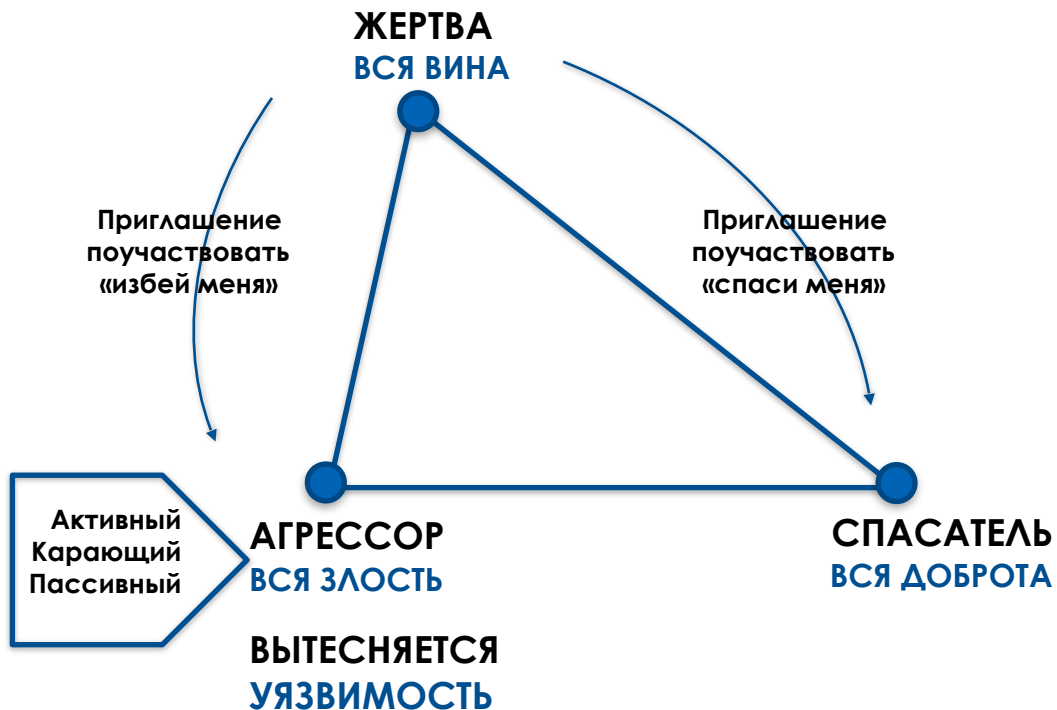 ЖЕРТВА
ВСЯ ВИНА
Приглашение
поучаствовать
«избей меня»
Приглашение
поучаствовать
«спаси меня»
Активный
Карающий
Пассивный
АГРЕССОР
ВСЯ ЗЛОСТЬ
СПАСАТЕЛЬ
ВСЯ ДОБРОТА
ВЫТЕСНЯЕТСЯ
УЯЗВИМОСТЬ